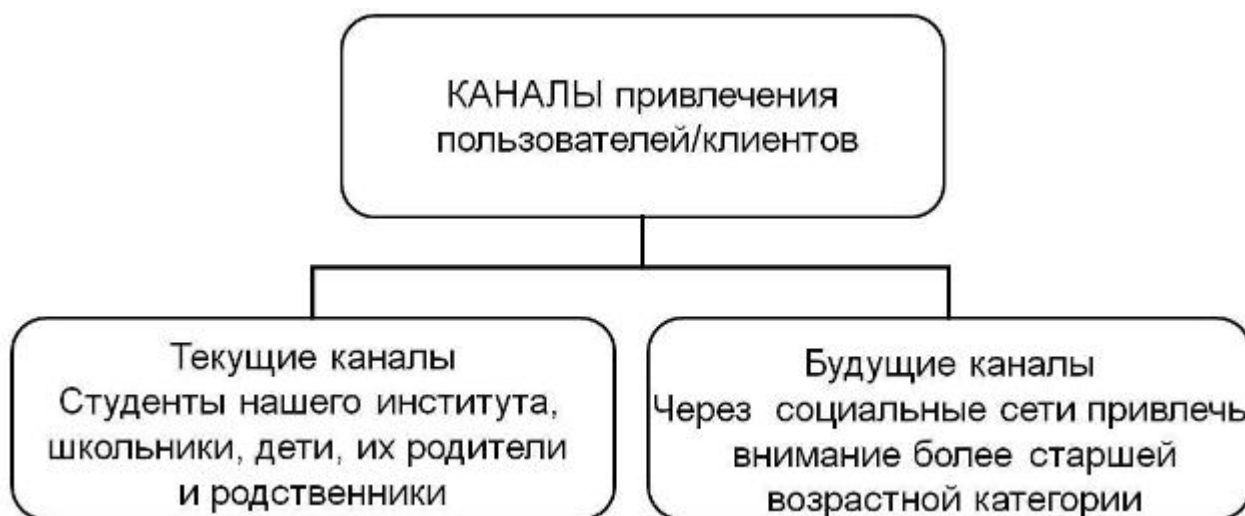 КАНАЛЫ привлечения
пользователей/клиентов
Текущие каналы
Студенты нашего института,
школьники, дети, их родители
и родственники
Будущие каналы
Через социальные сети привлечь
внимание более старшей
возрастной категории